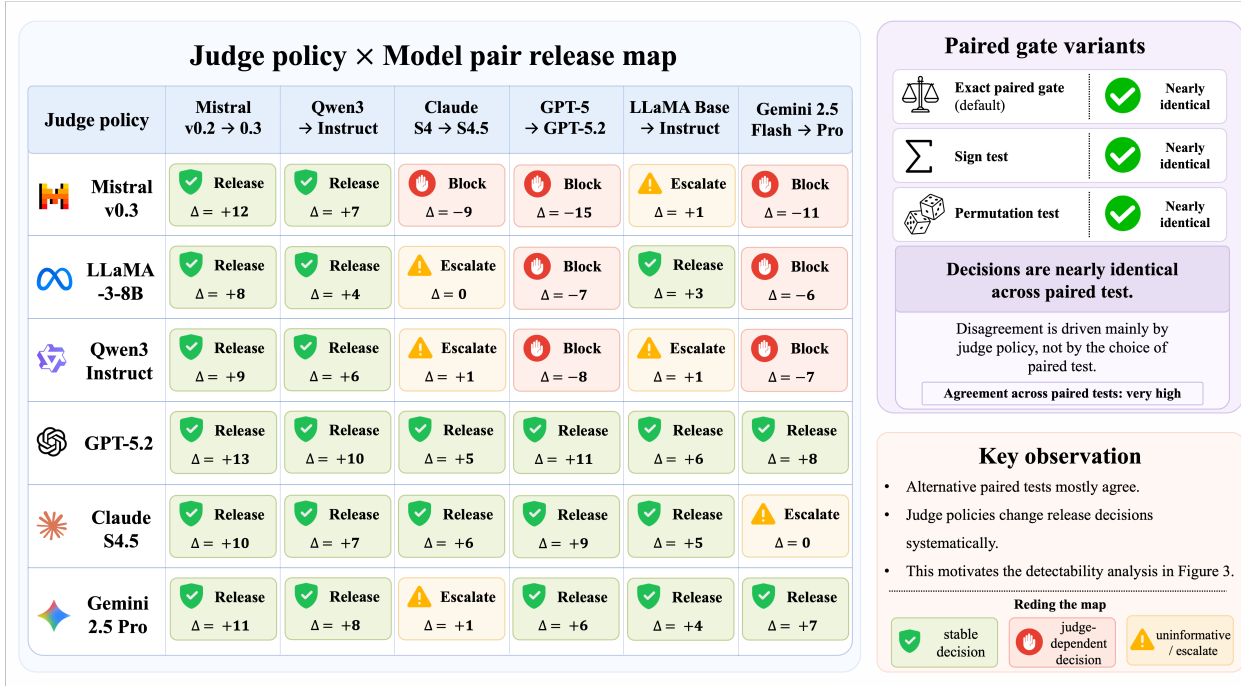 Judge policy × Model pair release map
Judge policy
Mistral
v0.2 → 0.3
Qwen3
→ Instruct
Claude
S4 → S4.5
GPT-5
→ GPT-5.2
LLaMA Base
→ Instruct
Gemini 2.5
Flash → Pro
Mistral
v0.3
Release
Δ = +12
Release
Δ = +7
Block
Δ = −9
Block
Δ = −15
Escalate
Δ = +1
Block
Δ = −11
LLaMA
-3-8B
Release
Δ = +8
Release
Δ = +4
Escalate
Δ = 0
Block
Δ = −7
Release
Δ = +3
Block
Δ = −6
Qwen3
Instruct
Release
Δ = +9
Release
Δ = +6
Escalate
Δ = +1
Block
Δ = −8
Escalate
Δ = +1
Block
Δ = −7
GPT-5.2
Release
Δ = +13
Release
Δ = +10
Release
Δ = +5
Release
Δ = +11
Release
Δ = +6
Release
Δ = +8
Claude
S4.5
Release
Δ = +10
Release
Δ = +7
Release
Δ = +6
Release
Δ = +9
Release
Δ = +5
Escalate
Δ = 0
Gemini
2.5 Pro
Release
Δ = +11
Release
Δ = +8
Escalate
Δ = +1
Release
Δ = +6
Release
Δ = +4
Release
Δ = +7
Paired gate variants
Exact paired gate
(default)
Nearly
identical
Sign test
Nearly
identical
Permutation test
Nearly
identical
Decisions are nearly identical
across paired test.
Disagreement is driven mainly by
judge policy, not by the choice of
paired test.
Agreement across paired tests: very high
Key observation
• Alternative paired tests mostly agree.
• Judge policies change release decisions
systematically.
• This motivates the detectability analysis in Figure 3.
Reding the map
stable
decision
judge-
dependent
decision
uninformative
/ escalate